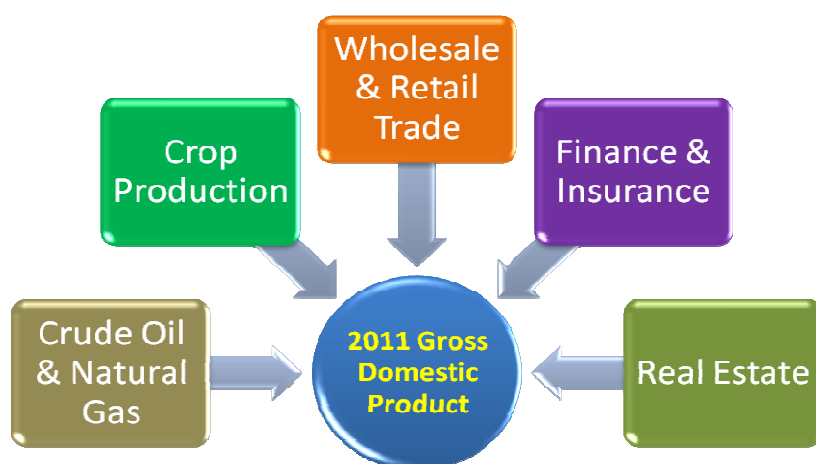 Wholesale
& Retail
Trade
Crop
Production
Finance &
Insurance
Crude Oil
& Natural
Gas
2011 Gross
Domestic
Product
Real Estate